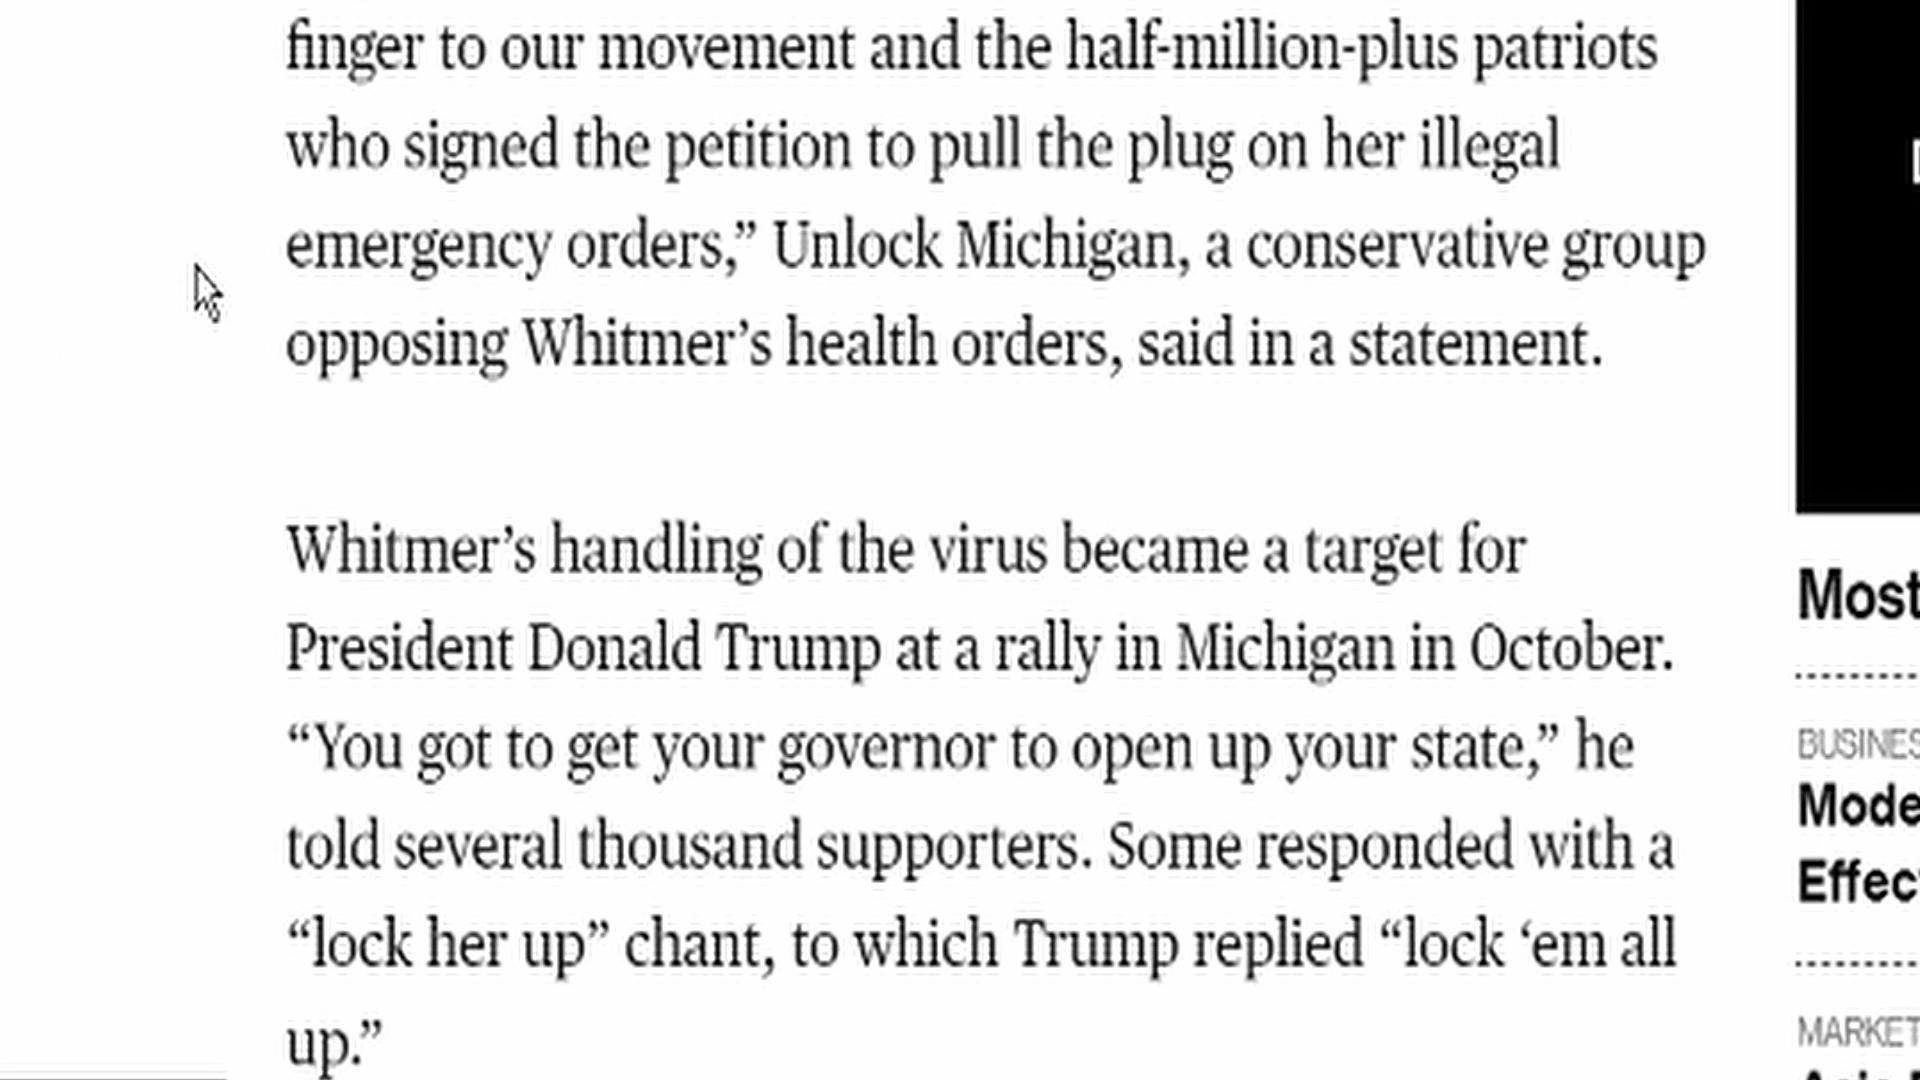 finger to our movement and the half-million-plus patriots
who signed the petition to pull the plug on her illegal
emergency orders,” Unlock Michigan, a conservative group
opposing Whitmer’s health orders, said in a statement.
Whitmer’s handling of the virus became a target for
President Donald Trump at a rally in Michigan in October.
“You got to get your governor to open up your state,” he
told several thousand supporters. Some responded with a
“lock her up” chant, to which Trump replied “lock ‘em all
up.”
Most
BUSINES
Mode
Effec
MARKET